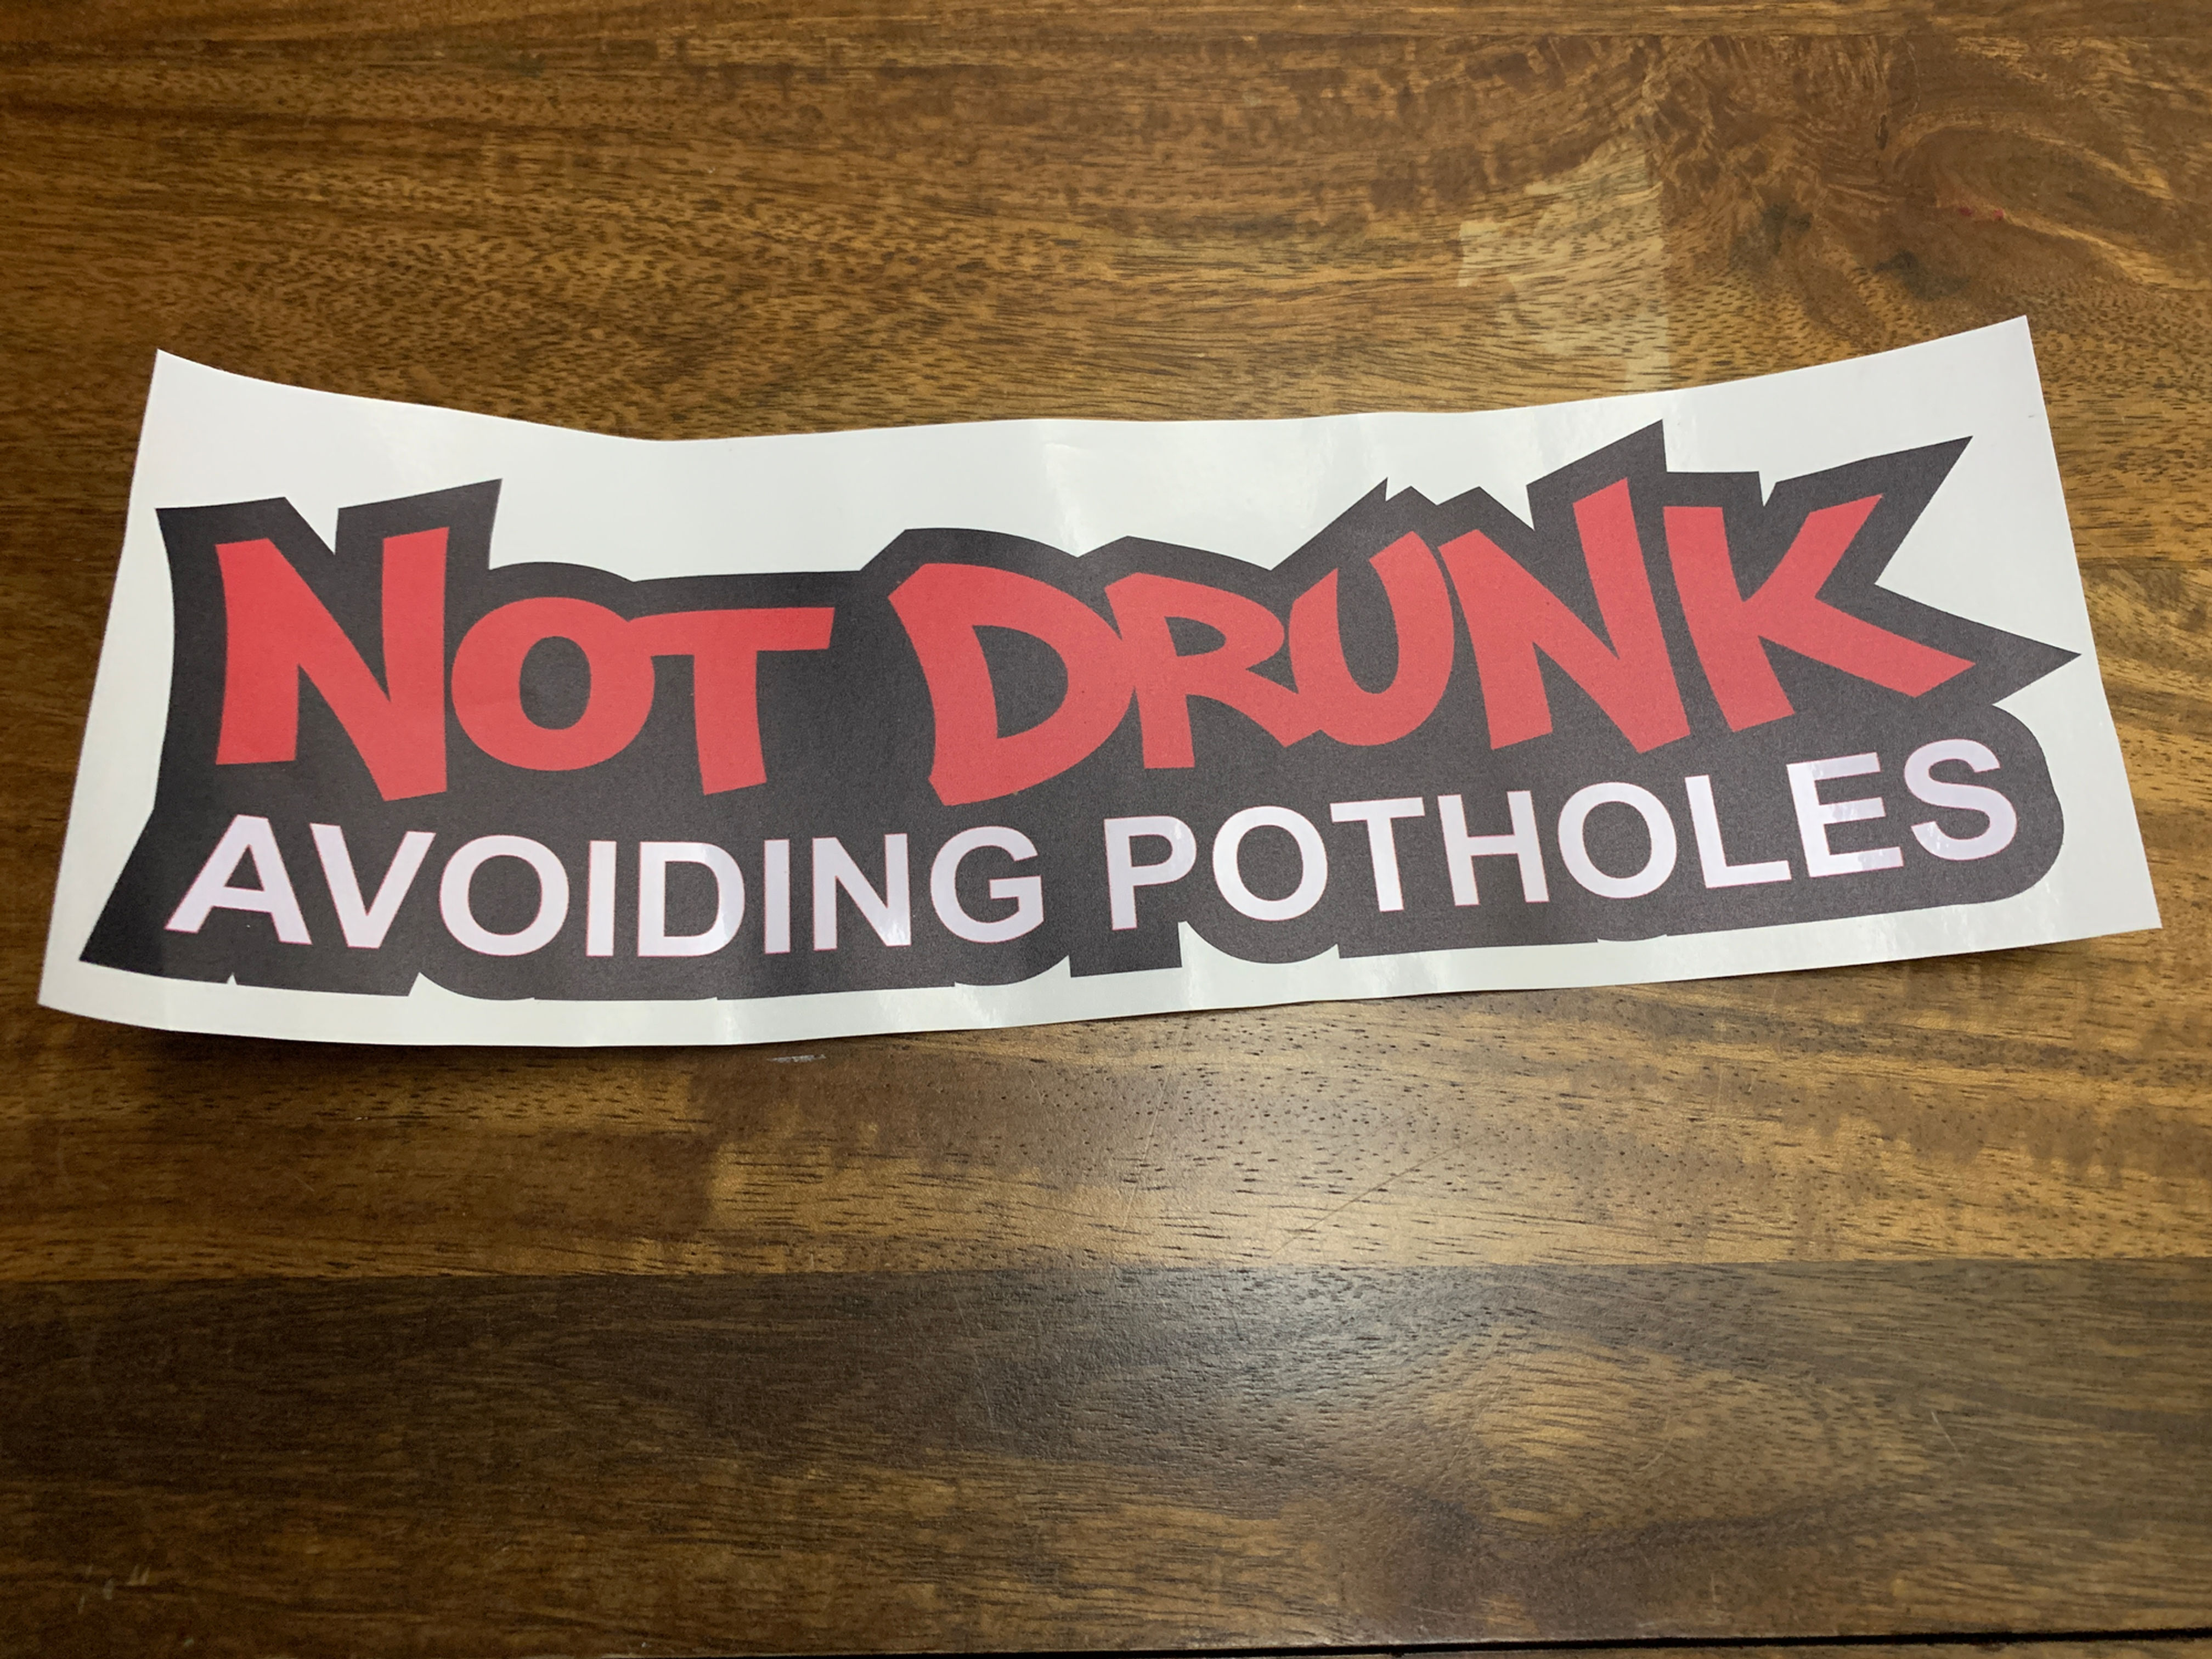 NOT DRUNK
AVOIDING POTHOLES